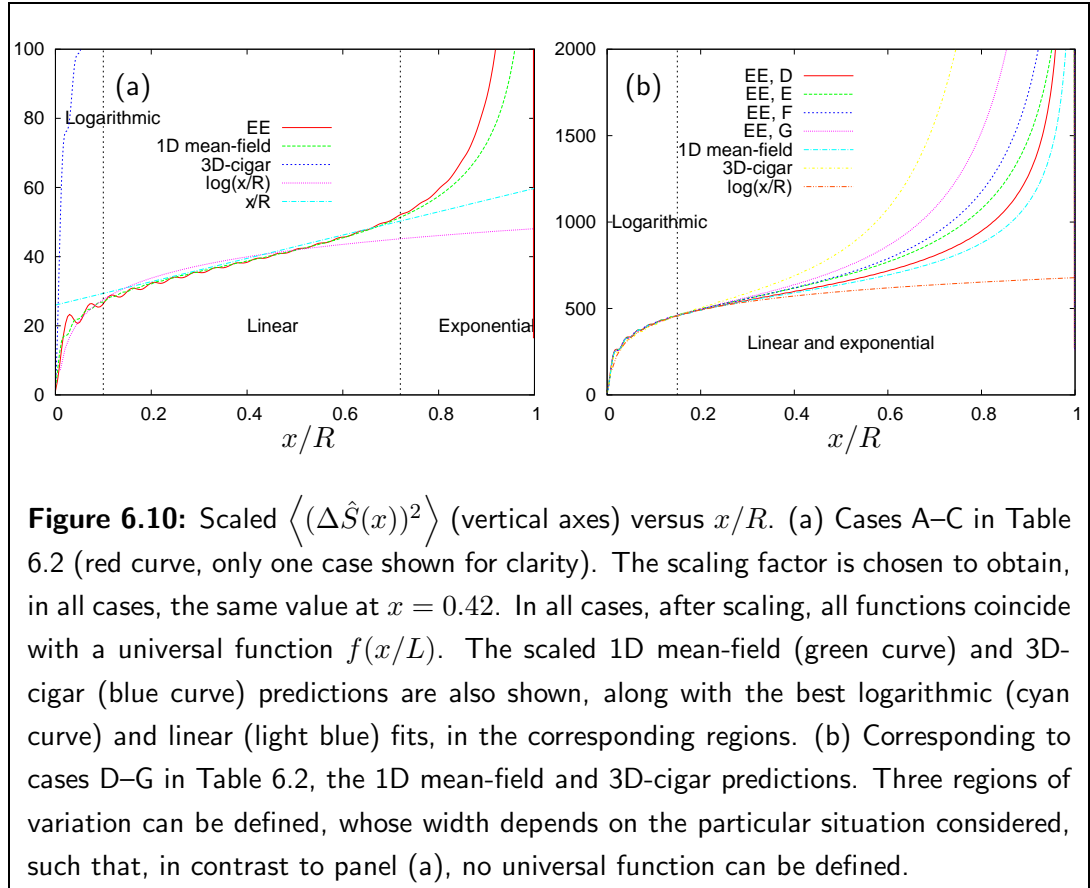 100
80
60
40
20
0
0
0.2
0.4
0.6
0.8
1
x/R
(a)
Logarithmic
EE
1D mean-field
3D-cigar
log(x/R)
x/R
Linear
Exponential
2000
1500
1000
500
0
0
0.2
0.4
0.6
0.8
1
x/R
(b)
EE, D
EE, E
EE, F
EE, G
1D mean-field
3D-cigar
log(x/R)
Logarithmic
Linear and exponential
Figure 6.10: Scaled ⟨(ΔŜ(x))²⟩ (vertical axes) versus x/R. (a) Cases A–C in Table
6.2 (red curve, only one case shown for clarity). The scaling factor is chosen to obtain,
in all cases, the same value at x = 0.42. In all cases, after scaling, all functions coincide
with a universal function f(x/L). The scaled 1D mean-field (green curve) and 3D-
cigar (blue curve) predictions are also shown, along with the best logarithmic (cyan
curve) and linear (light blue) fits, in the corresponding regions. (b) Corresponding to
cases D–G in Table 6.2, the 1D mean-field and 3D-cigar predictions. Three regions of
variation can be defined, whose width depends on the particular situation considered,
such that, in contrast to panel (a), no universal function can be defined.